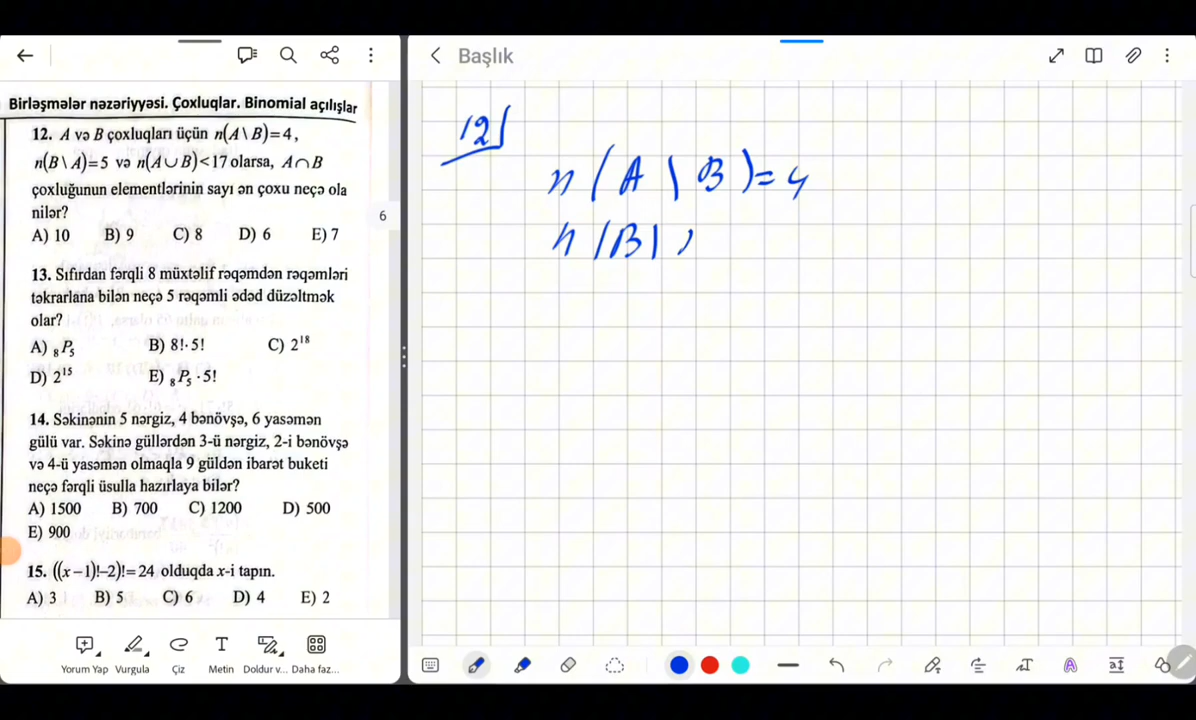 Başlık
Birləşmələr nəzəriyyəsi. Çoxluqlar. Binomial açılışlar
12. A və B çoxluqları üçün n(A \ B)=4,
n(B \ A)=5 və n(A∪B)<17 olarsa, A∩B
çoxluğunun elementlərinin sayı ən çoxu neçə ola
nilər?
A) 10 B) 9 C) 8 D) 6 E) 7
6
13. Sıfırdan fərqli 8 müxtəlif rəqəmdən rəqəmləri
təkrarlana bilən neçə 5 rəqəmli ədəd düzəltmək
olar?
A) ₈P₅ B) 8!·5! C) 2¹⁸
D) 2¹⁵ E) ₈P₅ · 5!
14. Səkinənin 5 nərgiz, 4 bənövşə, 6 yasəmən
gülü var. Səkinə güllərdən 3-ü nərgiz, 2-i bənövşə
və 4-ü yasəmən olmaqla 9 güldən ibarət buketi
neçə fərqli üsulla hazırlaya bilər?
A) 1500 B) 700 C) 1200 D) 500
E) 900
15. ((x−1)!−2)!=24 olduqda x-i tapın.
A) 3 B) 5 C) 6 D) 4 E) 2
Yorum Yap Vurgula Çiz Metin Doldur v... Daha faz...
12
n(A \ B)=4
n(B \